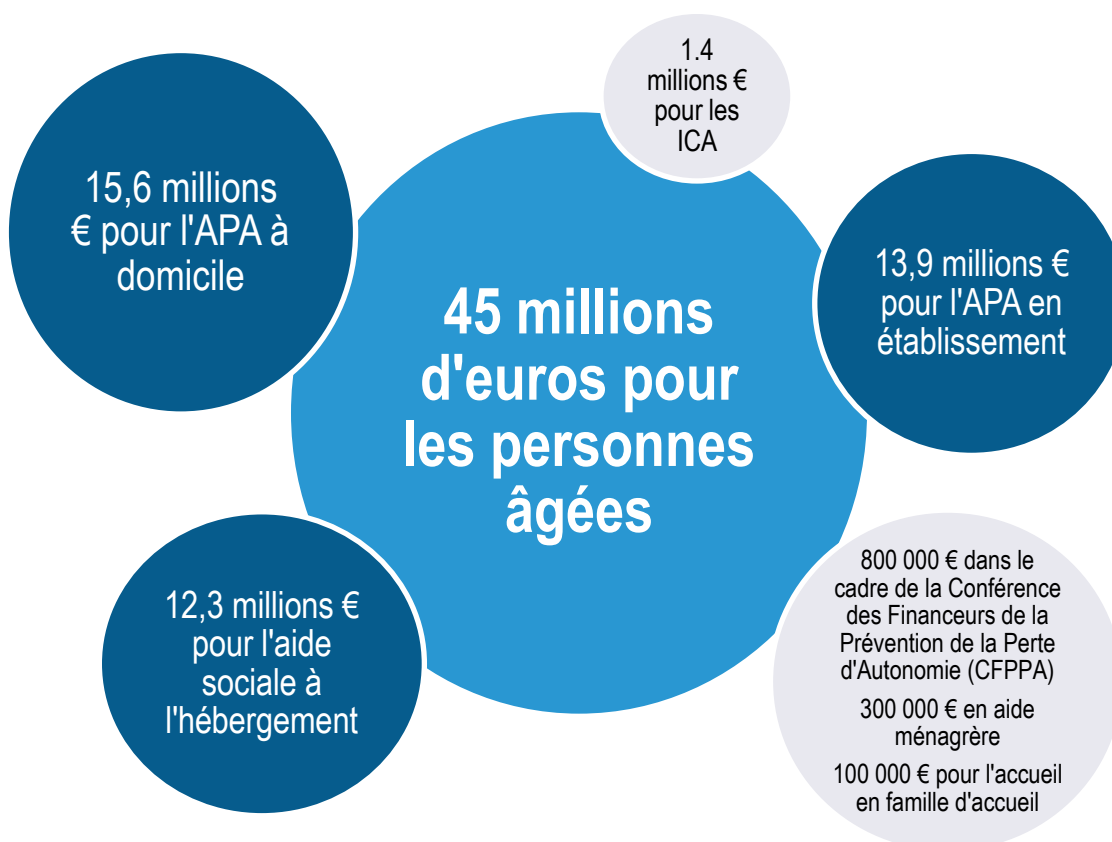 1.4
millions €
pour les
ICA
15,6 millions
€ pour l'APA à
domicile
13,9 millions €
pour l'APA en
établissement
45 millions
d'euros pour
les personnes
âgées
12,3 millions €
pour l'aide
sociale à
l'hébergement
800 000 € dans le
cadre de la Conférence
des Financeurs de la
Prévention de la Perte
d'Autonomie (CFPPA)
300 000 € en aide
ménagrère
100 000 € pour l'accueil
en famille d'accueil